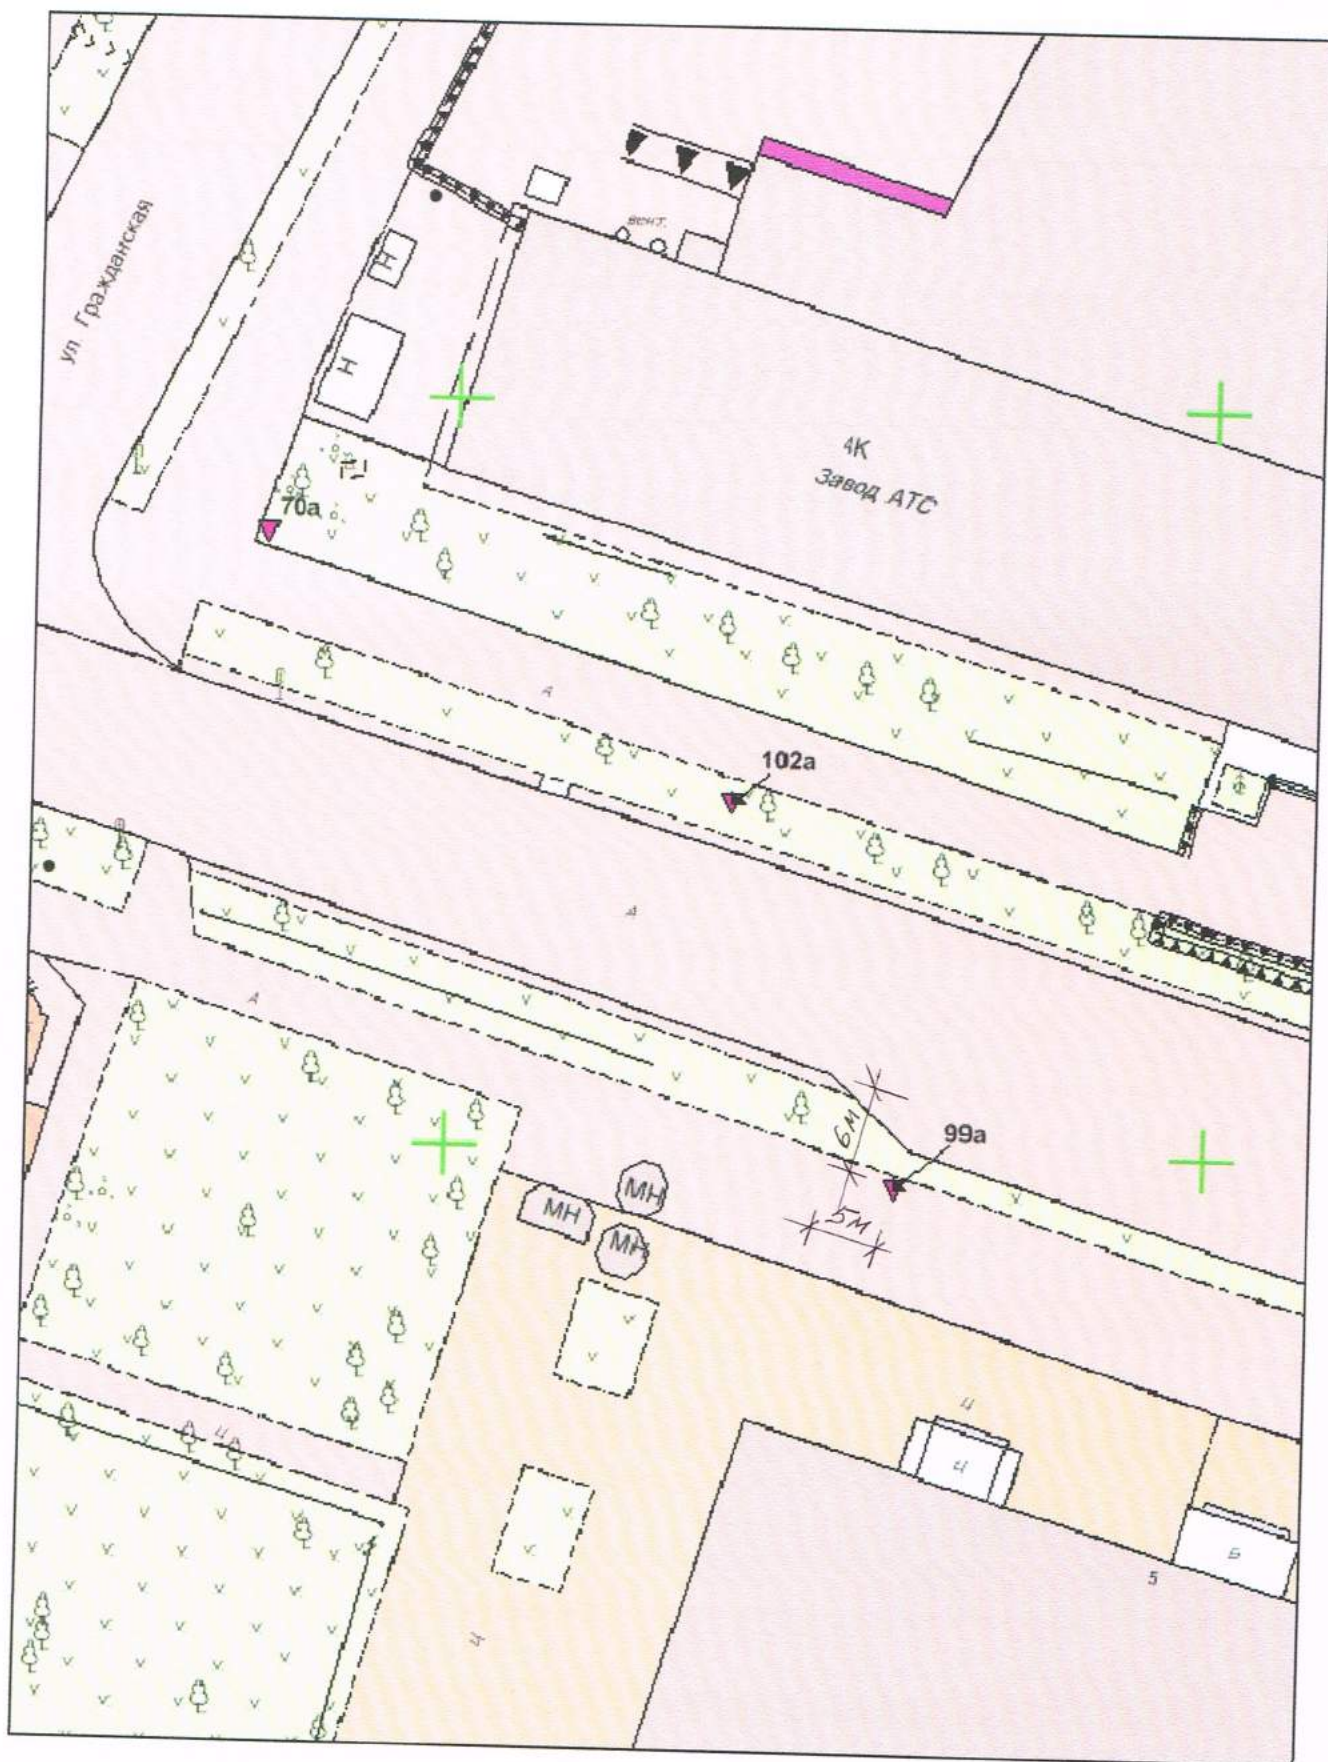 ул Гражданская
вент.
Н
Н
4К
Завод АТС
70а
А
102а
А
А
6м
99а
5м
МН
МН
МН
ц
ц
ц
Б
5
ц